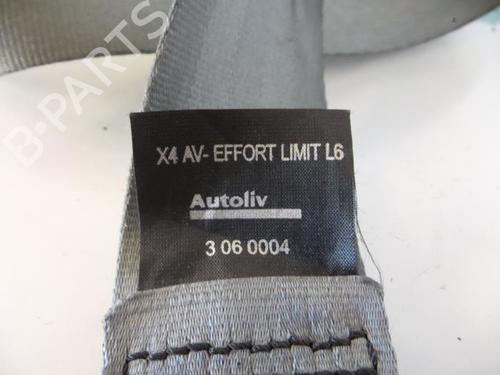 X4 AV- EFFORT LIMIT L6
Autoliv
3 06 0004
B-PARTS